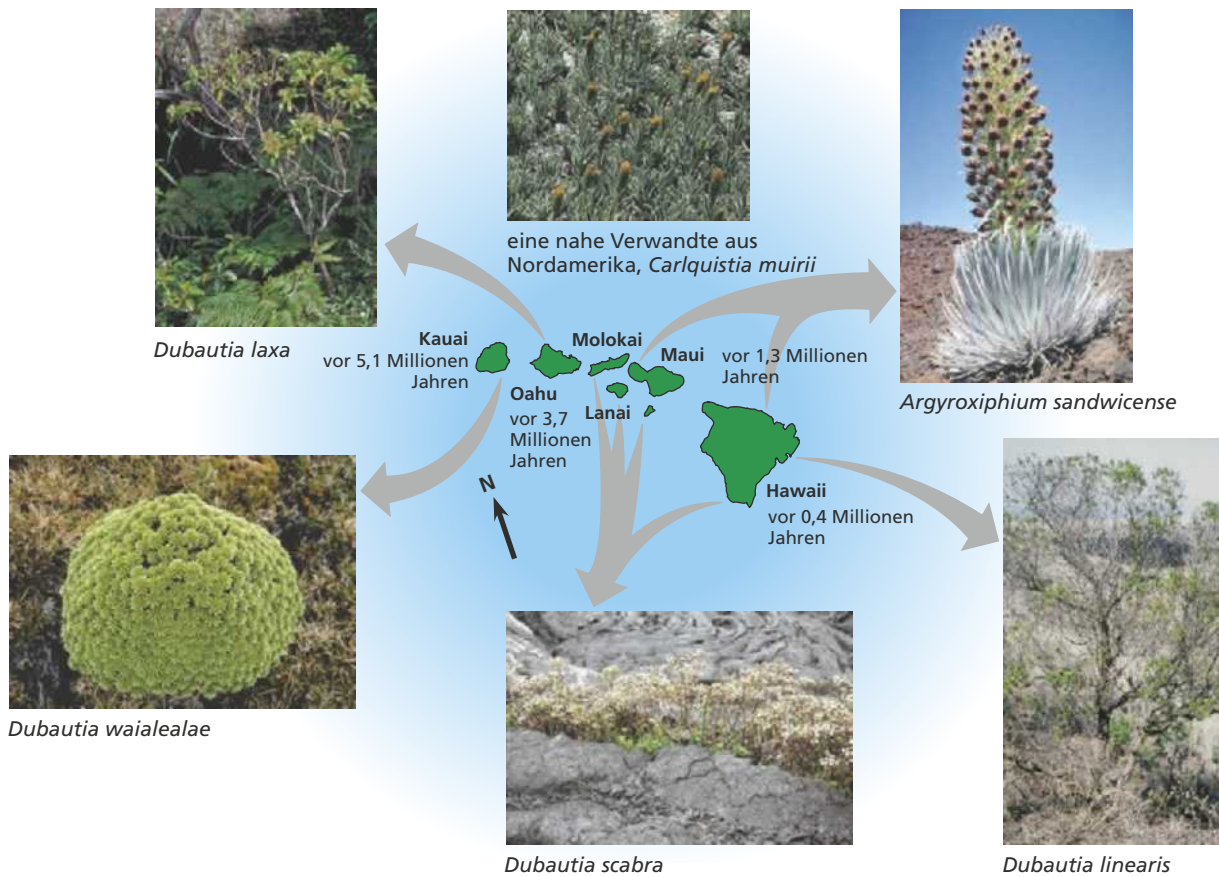 eine nahe Verwandte aus
Nordamerika, Carlquistia muirii
Dubautia laxa
Argyroxiphium sandwicense
Kauai
vor 5,1 Millionen
Jahren
Oahu
vor 3,7
Millionen
Jahren
Molokai
Lanai
Maui
vor 1,3 Millionen
Jahren
Hawaii
vor 0,4 Millionen
Jahren
N
Dubautia waialealae
Dubautia scabra
Dubautia linearis